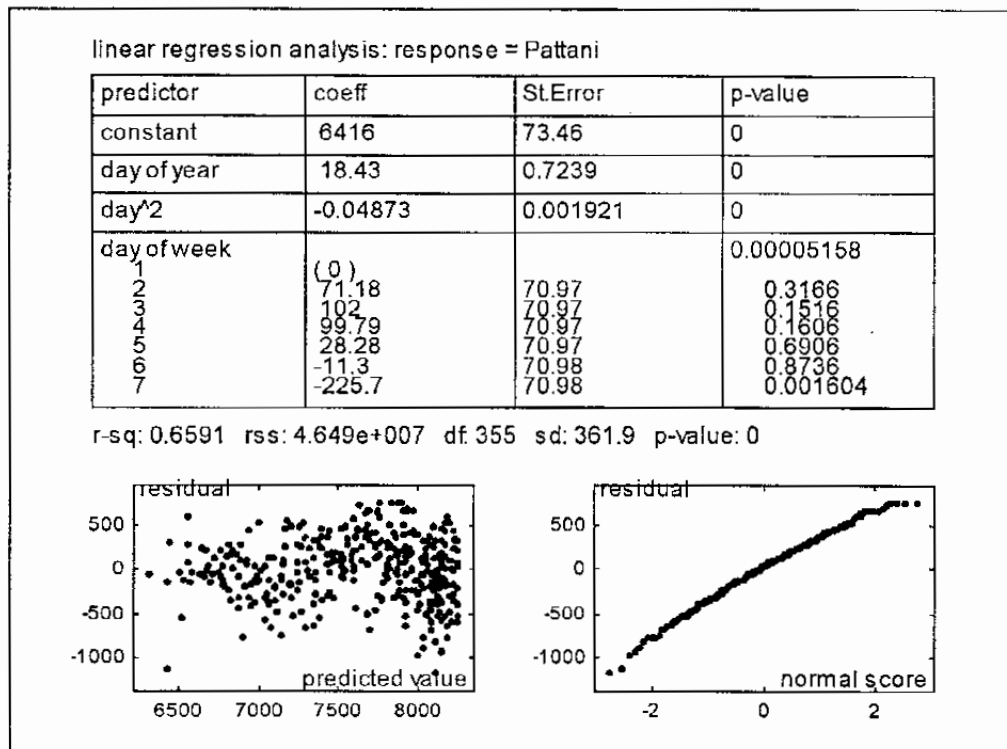 linear regression analysis: response = Pattani
predictor coeff St.Error p-value
constant 6416 73.46 0
day of year 18.43 0.7239 0
day^2 -0.04873 0.001921 0
day of week 0.00005158
1 ( 0 )
2 71.18 70.97 0.3166
3 102 70.97 0.1516
4 99.79 70.97 0.1606
5 28.28 70.97 0.6906
6 -11.3 70.98 0.8736
7 -225.7 70.98 0.001604
r-sq: 0.6591 rss: 4.649e+007 df: 355 sd: 361.9 p-value: 0
residual
500
0
-500
-1000
predicted value
6500 7000 7500 8000
residual
500
0
-500
-1000
normal score
-2 0 2